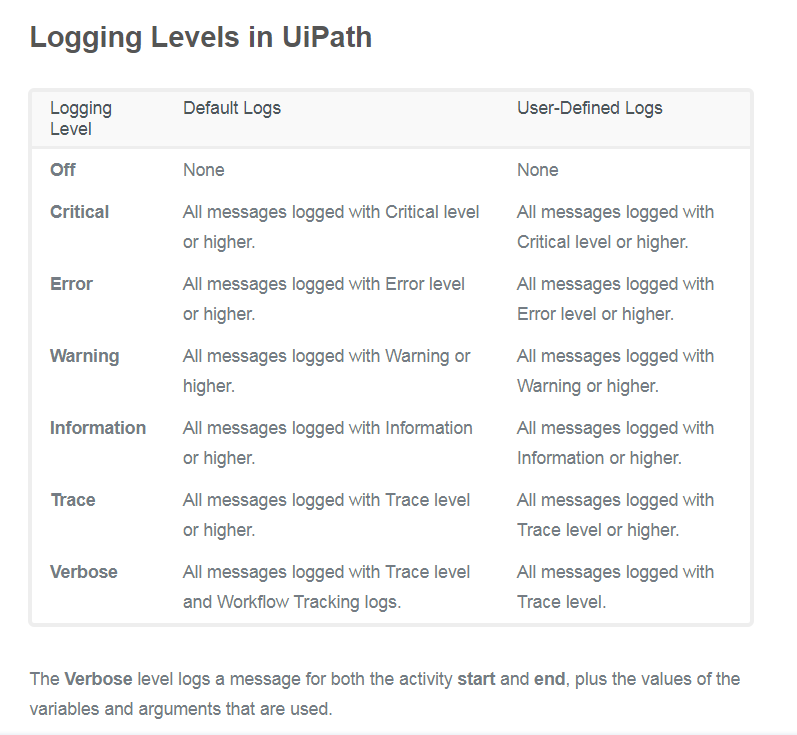 Logging Levels in UiPath
Logging Level Default Logs User-Defined Logs
Off None None
Critical All messages logged with Critical level or higher. All messages logged with Critical level or higher.
Error All messages logged with Error level or higher. All messages logged with Error level or higher.
Warning All messages logged with Warning or higher. All messages logged with Warning or higher.
Information All messages logged with Information or higher. All messages logged with Information or higher.
Trace All messages logged with Trace level or higher. All messages logged with Trace level or higher.
Verbose All messages logged with Trace level and Workflow Tracking logs. All messages logged with Trace level.
The Verbose level logs a message for both the activity start and end, plus the values of the
variables and arguments that are used.